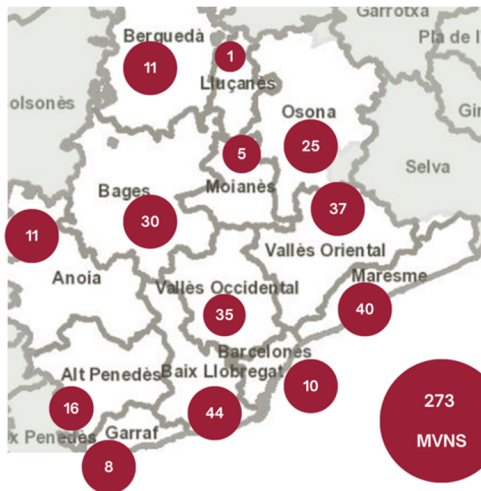 Garrotxa
Berguedà
Pla de l
11
1
Lluçanès
olsonès
Osona
Gir
25
5
Selva
Bages
Moianès
30
37
11
Vallès Oriental
Anoia
Maresme
Vallès Occidental
40
35
Barcelonès
Alt Penedès
Baix Llobregat
10
273
16
44
MVNS
x Penedès
Garraf
8